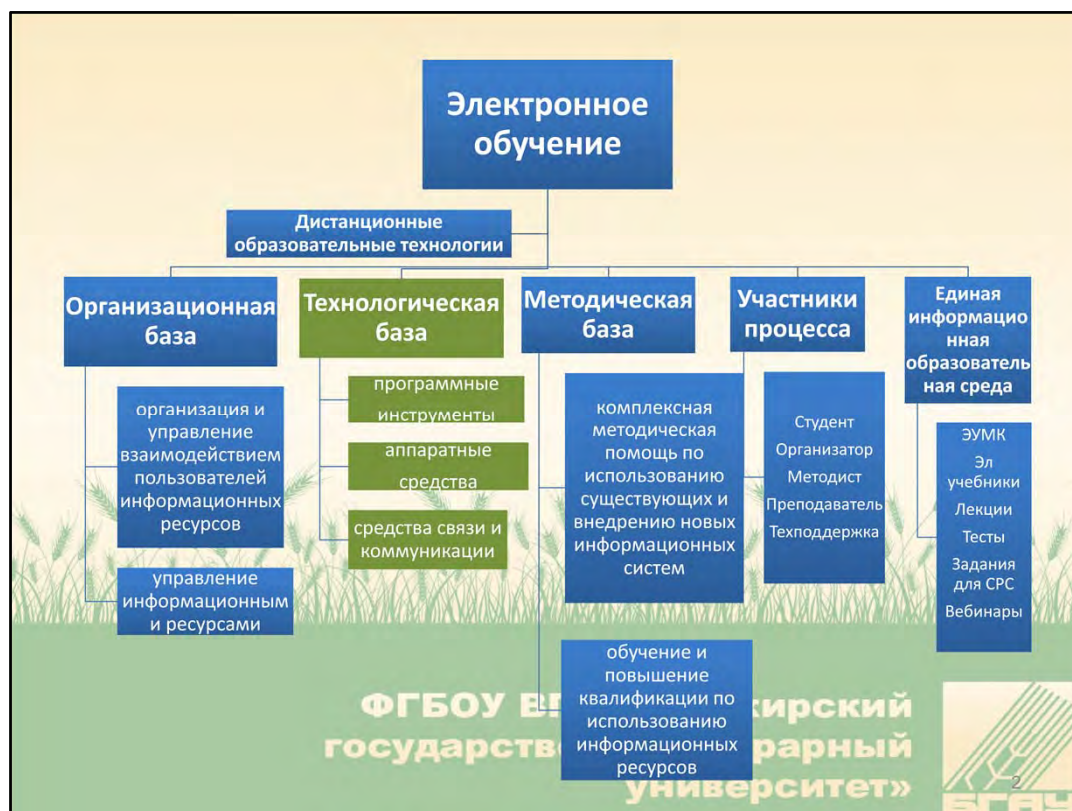 Электронное
обучение
Дистанционные
образовательные технологии
Организационная
база
организация и
управление
взаимодействием
пользователей
информационных
ресурсов
управление
информационным
и ресурсами
Технологическая
база
программные
инструменты
аппаратные
средства
средства связи и
коммуникации
Методическая
база
комплексная
методическая
помощь по
использованию
существующих и
внедрению новых
информационных
систем
обучение и
повышение
квалификации по
использованию
информационных
ресурсов
Участники
процесса
Студент
Организатор
Методист
Преподаватель
Техподдержка
Единая
информацио
нная
образователь
ная среда
ЭУМК
Эл
учебники
Лекции
Тесты
Задания
для СРС
Вебинары
ФГБОУ
государств
университет»
2
БГАУ